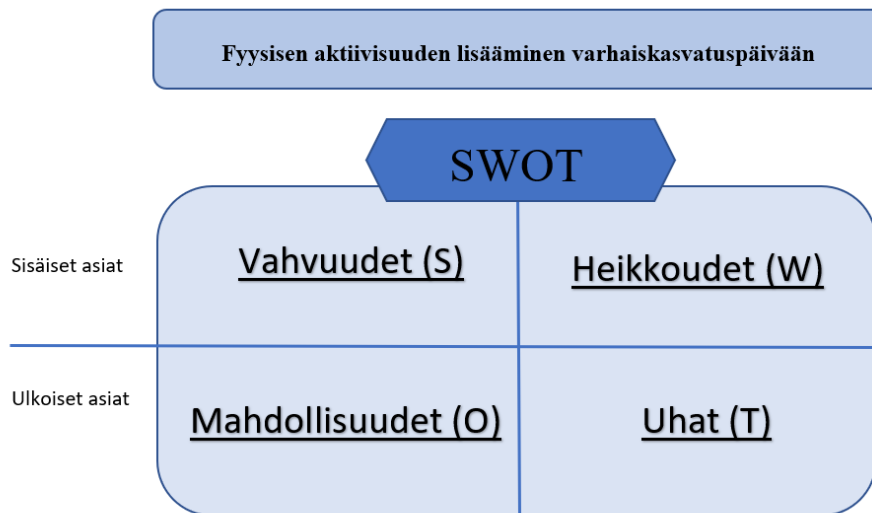 Fyysisen aktiivisuuden lisääminen varhaiskasvatuspäivään
SWOT
Sisäiset asiat
Vahvuudet (S)
Heikkoudet (W)
Ulkoiset asiat
Mahdollisuudet (O)
Uhat (T)